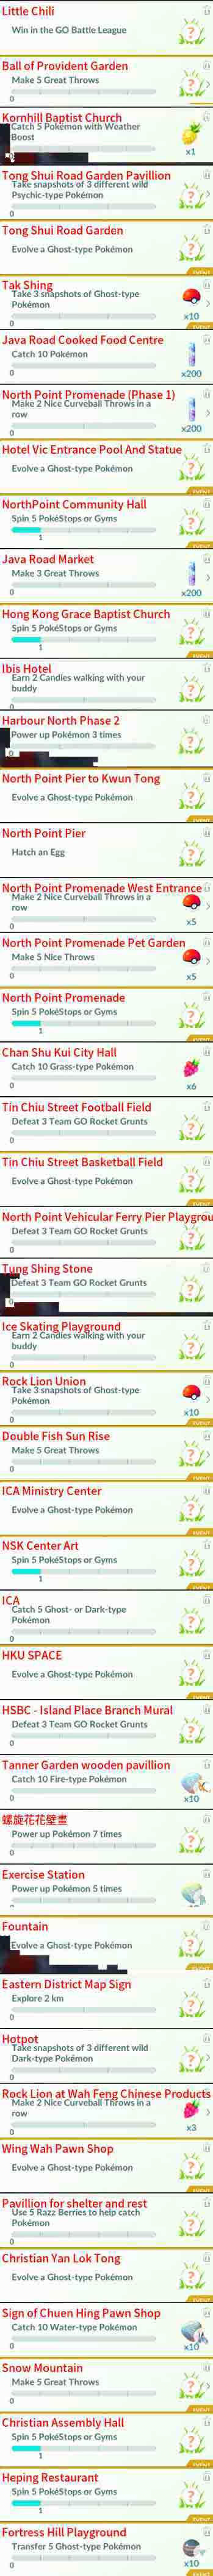 Little Chili
Win in the GO Battle League
Ball of Provident Garden
Make 5 Great Throws
0
Kornhill Baptist Church
Catch 5 Pokémon with Weather
Boost
x1
Tong Shui Road Garden Pavillion
Take snapshots of 3 different wild
Psychic-type Pokémon
0
Tong Shui Road Garden
Evolve a Ghost-type Pokémon
EVENT
Tak Shing
Take 3 snapshots of Ghost-type
Pokémon
x10
0
EVENT
Java Road Cooked Food Centre
Catch 10 Pokémon
x200
0
North Point Promenade (Phase 1)
Make 2 Nice Curveball Throws in a
row
x200
0
Hotel Vic Entrance Pool And Statue
Evolve a Ghost-type Pokémon
EVENT
NorthPoint Community Hall
Spin 5 PokéStops or Gyms
1
EVENT
Java Road Market
Make 3 Great Throws
x200
0
Hong Kong Grace Baptist Church
Spin 5 PokéStops or Gyms
1
EVENT
Ibis Hotel
Earn 2 Candies walking with your
buddy
0
Harbour North Phase 2
Power up Pokémon 3 times
0
North Point Pier to Kwun Tong
Evolve a Ghost-type Pokémon
EVENT
North Point Pier
Hatch an Egg
North Point Promenade West Entrance
Make 2 Nice Curveball Throws in a
row
x5
0
North Point Promenade Pet Garden
Make 5 Nice Throws
x5
0
North Point Promenade
Spin 5 PokéStops or Gyms
1
EVENT
Chan Shu Kui City Hall
Catch 10 Grass-type Pokémon
x6
0
Tin Chiu Street Football Field
Defeat 3 Team GO Rocket Grunts
0
Tin Chiu Street Basketball Field
Evolve a Ghost-type Pokémon
EVENT
North Point Vehicular Ferry Pier Playgrou
Defeat 3 Team GO Rocket Grunts
0
Tung Shing Stone
Defeat 3 Team GO Rocket Grunts
0
Ice Skating Playground
Earn 2 Candies walking with your
buddy
0
Rock Lion Union
Take 3 snapshots of Ghost-type
Pokémon
x10
0
EVENT
Double Fish Sun Rise
Make 5 Great Throws
0
ICA Ministry Center
Evolve a Ghost-type Pokémon
EVENT
NSK Center Art
Spin 5 PokéStops or Gyms
1
EVENT
ICA
Catch 5 Ghost- or Dark-type
Pokémon
0
HKU SPACE
Evolve a Ghost-type Pokémon
EVENT
HSBC - Island Place Branch Mural
Defeat 3 Team GO Rocket Grunts
0
Tanner Garden wooden pavillion
Catch 10 Fire-type Pokémon
x10
0
螺旋花花壁畫
Power up Pokémon 7 times
0
Exercise Station
Power up Pokémon 5 times
0
Fountain
Evolve a Ghost-type Pokémon
Eastern District Map Sign
Explore 2 km
0
Hotpot
Take snapshots of 3 different wild
Dark-type Pokémon
0
Rock Lion at Wah Feng Chinese Products
Make 2 Nice Curveball Throws in a
row
x3
0
Wing Wah Pawn Shop
Evolve a Ghost-type Pokémon
EVENT
Pavillion for shelter and rest
Use 5 Razz Berries to help catch
Pokémon
0
Christian Yan Lok Tong
Evolve a Ghost-type Pokémon
EVENT
Sign of Chuen Hing Pawn Shop
Catch 10 Water-type Pokémon
x10
0
Snow Mountain
Make 5 Great Throws
0
Christian Assembly Hall
Spin 5 PokéStops or Gyms
1
EVENT
Heping Restaurant
Spin 5 PokéStops or Gyms
1
EVENT
Fortress Hill Playground
Transfer 5 Ghost-type Pokémon
x10
0